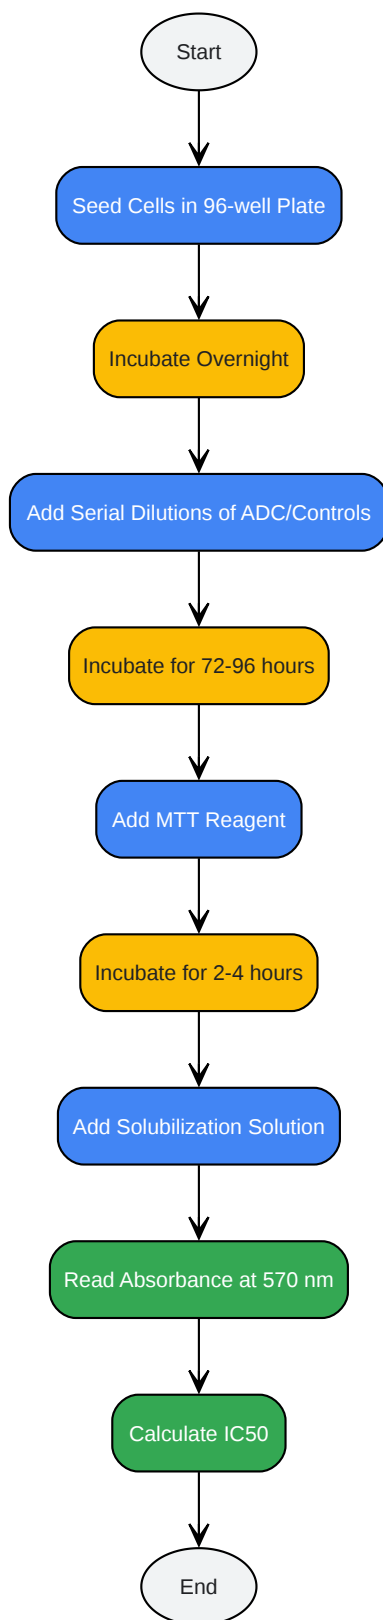 Start
Seed Cells in 96-well Plate
Incubate Overnight
Add Serial Dilutions of ADC/Controls
Incubate for 72-96 hours
Add MTT Reagent
Incubate for 2-4 hours
Add Solubilization Solution
Read Absorbance at 570 nm
Calculate IC50
End